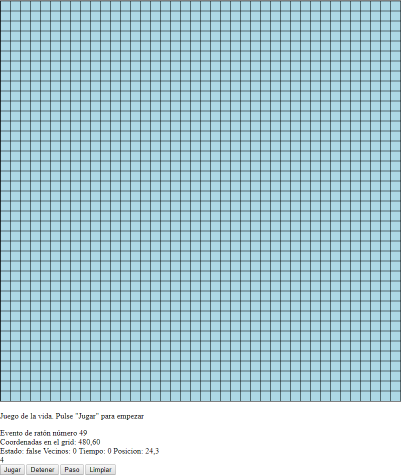 Juego de la vida. Pulse "Jugar" para empezar
Evento de ratón número 49
Coordenadas en el grid: 480,60
Estado: false Vecinos: 0 Tiempo: 0 Posicion: 24,3
4
Jugar Detener Paso Limpiar